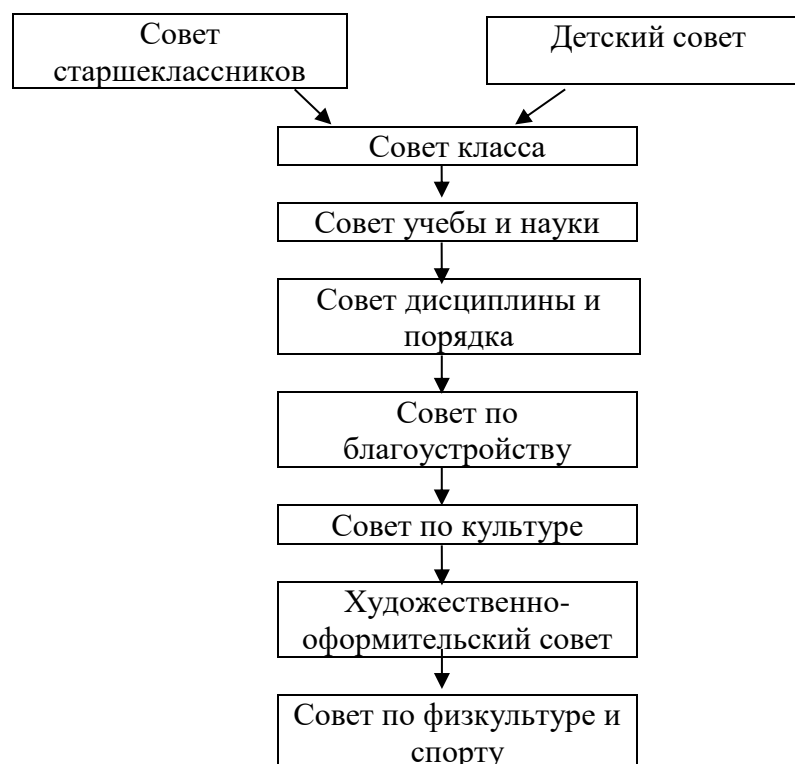 Совет
старшеклассников
Детский совет
Совет класса
Совет учебы и науки
Совет дисциплины и
порядка
Совет по
благоустройству
Совет по культуре
Художественно-
оформительский совет
Совет по физкультуре и
спорту